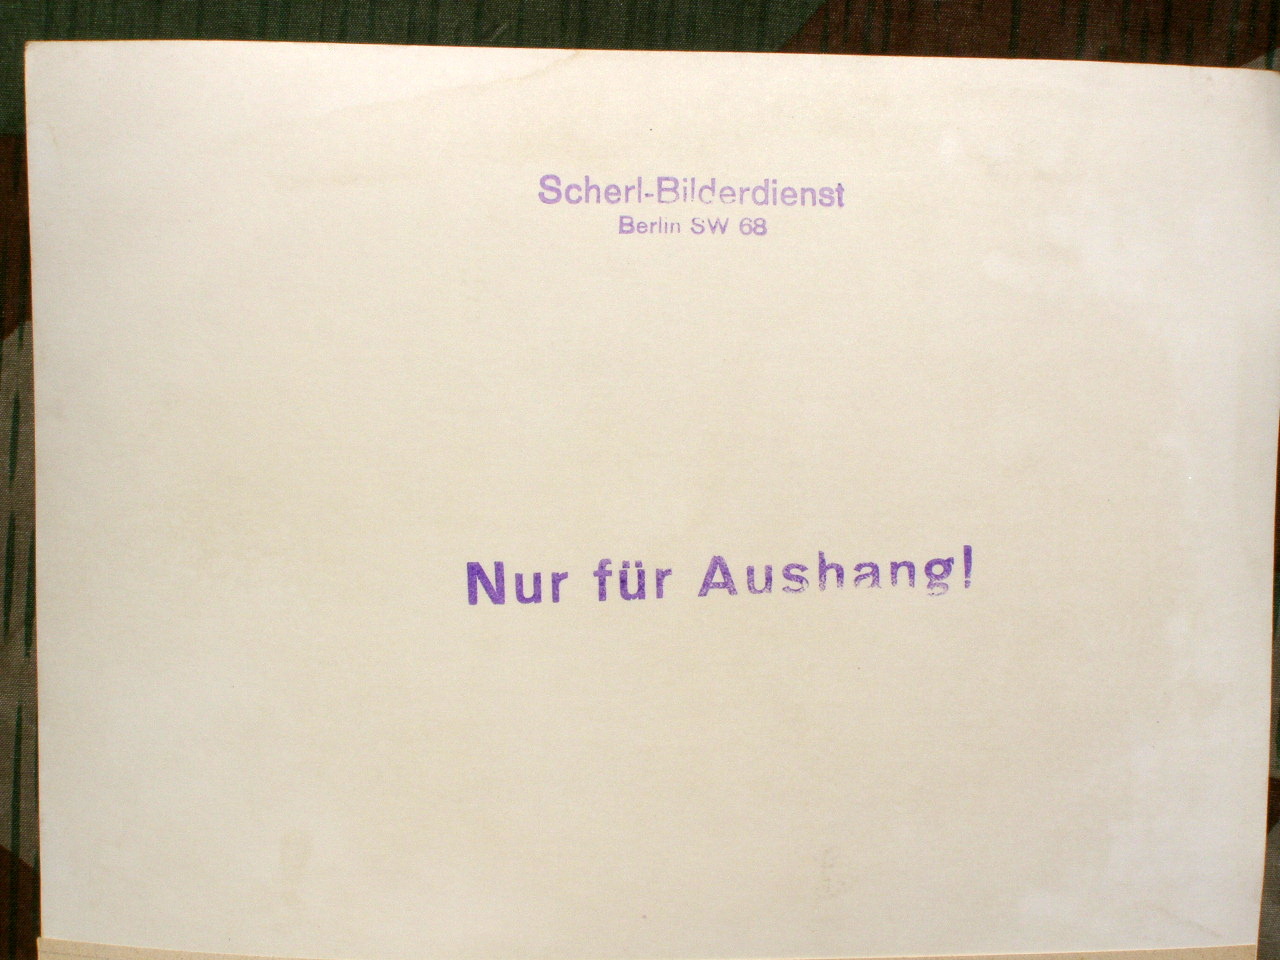 Scherl-Bilderdienst
Berlin SW 68
Nur für Aushang!